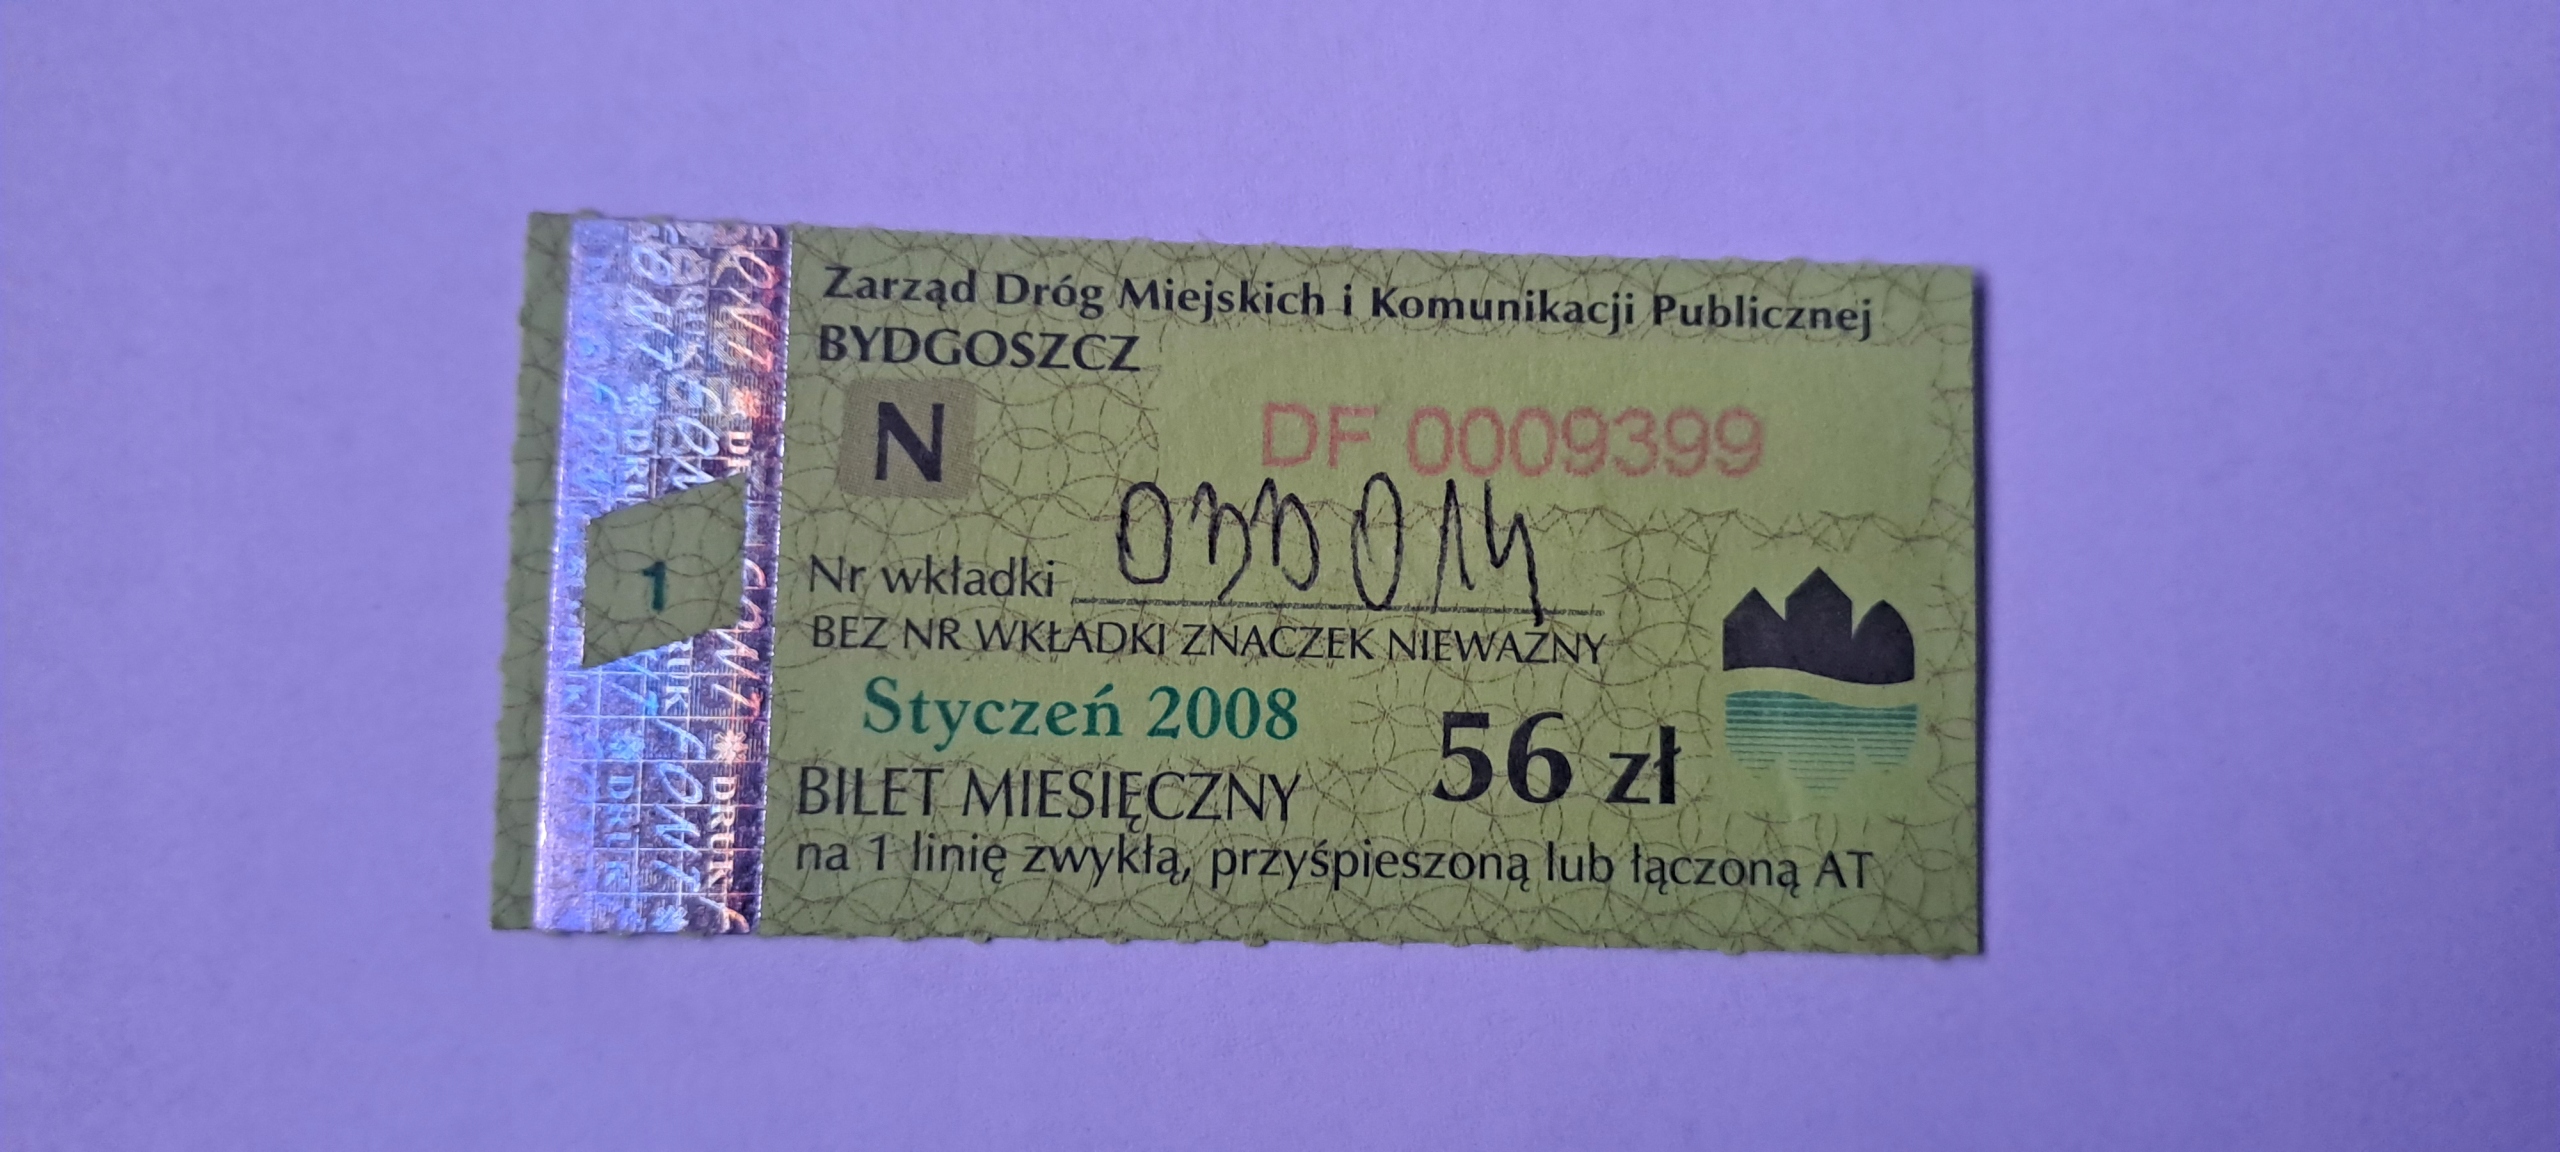 Zarząd Dróg Miejskich i Komunikacji Publicznej
BYDGOSZCZ
N
DF 0009399
1
Nr wkładki 033014
BEZ NR WKŁADKI ZNACZEK NIEWAŻNY
Styczeń 2008
56 zł
BILET MIESIĘCZNY
na 1 linię zwykłą, przyśpieszoną lub łączoną AT